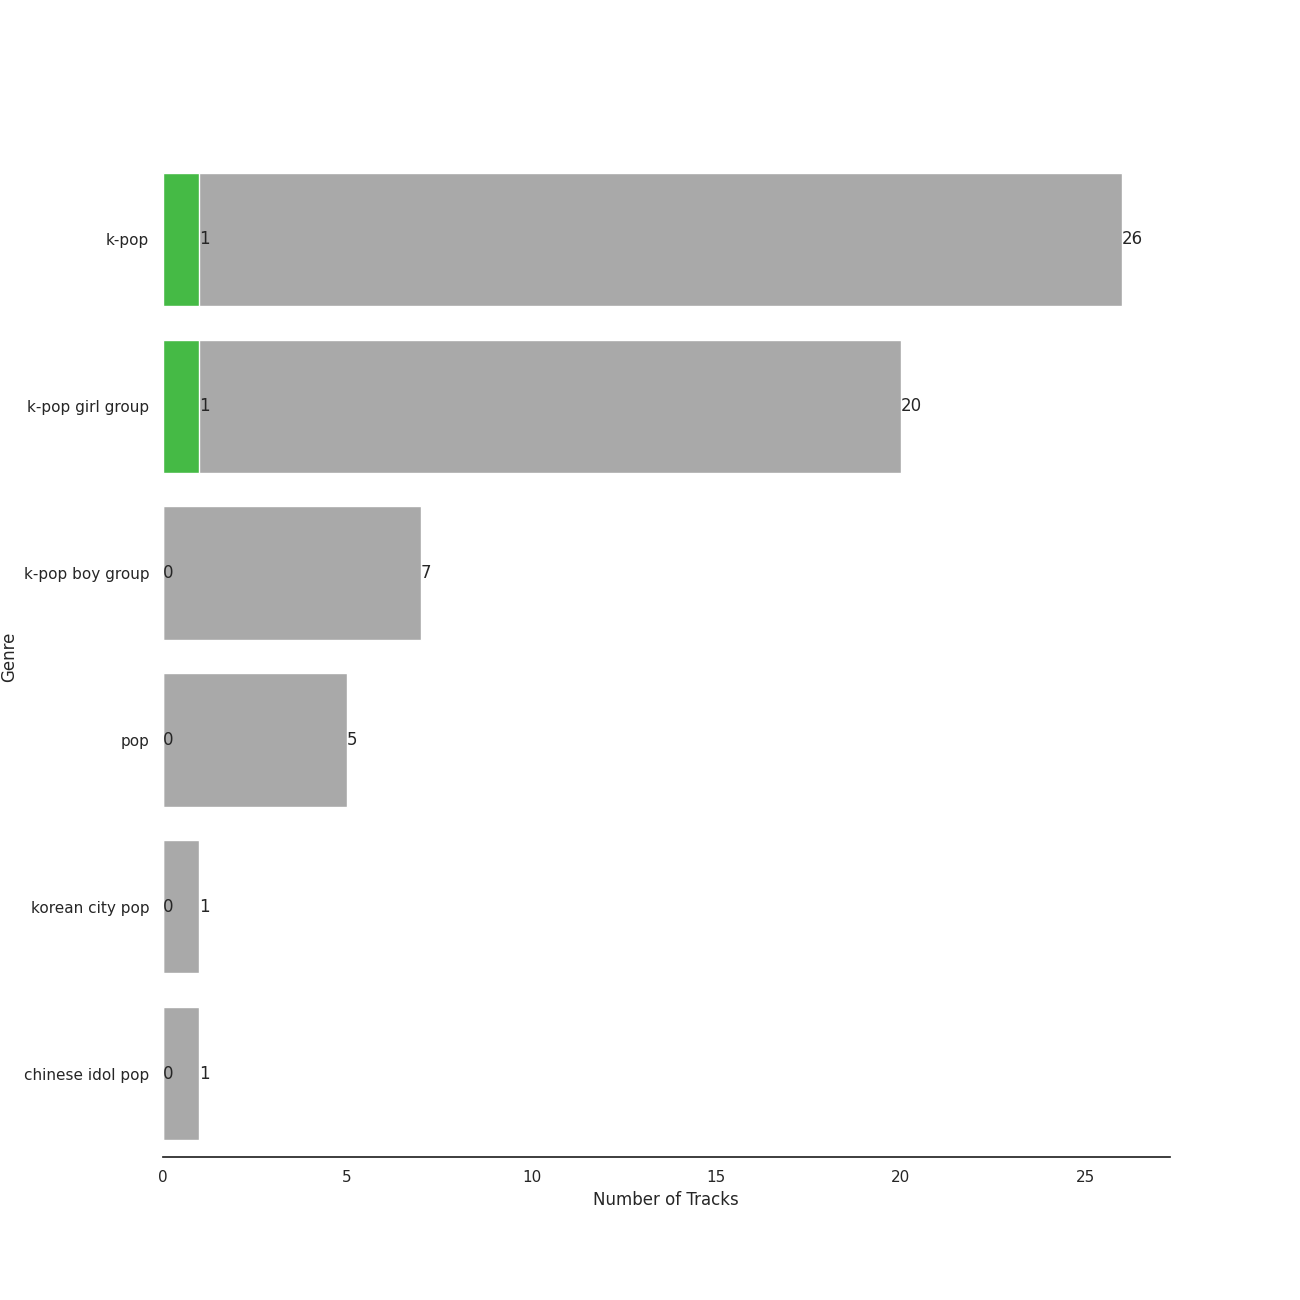 k-pop 1 26
k-pop girl group 1 20
k-pop boy group 0 7
pop 0 5
korean city pop 0 1
chinese idol pop 0 1
Genre
0 5 10 15 20 25
Number of Tracks